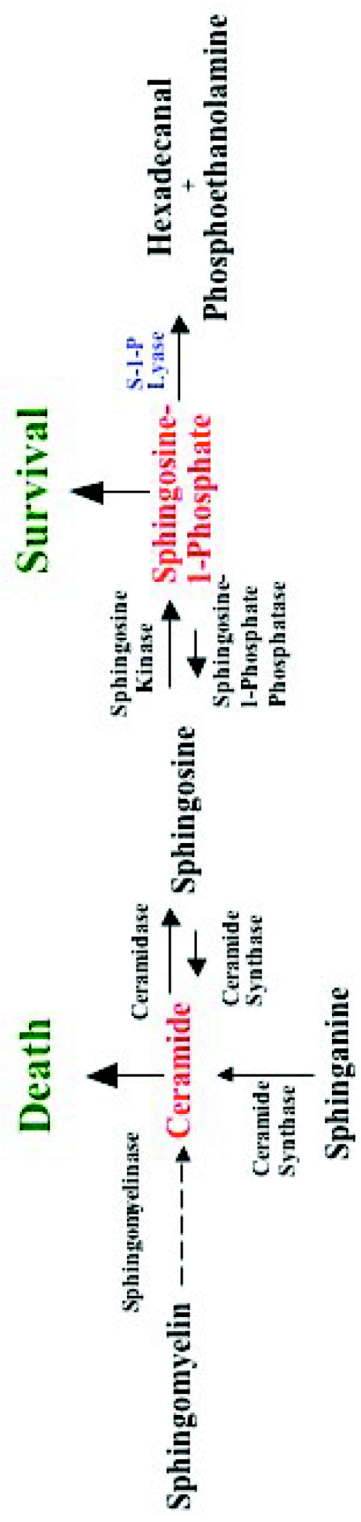 Death
Survival
Sphingomyelin
Sphingomyelinase
Ceramide
Ceramidase
Ceramide
Synthase
Sphingosine
Sphingosine
Kinase
Sphingosine-
1-Phosphate
Phosphatase
Sphingosine-
1-Phosphate
S-1-P
Lyase
Hexadecanal
+
Phosphoethanolamine
Ceramide
Synthase
Sphinganine